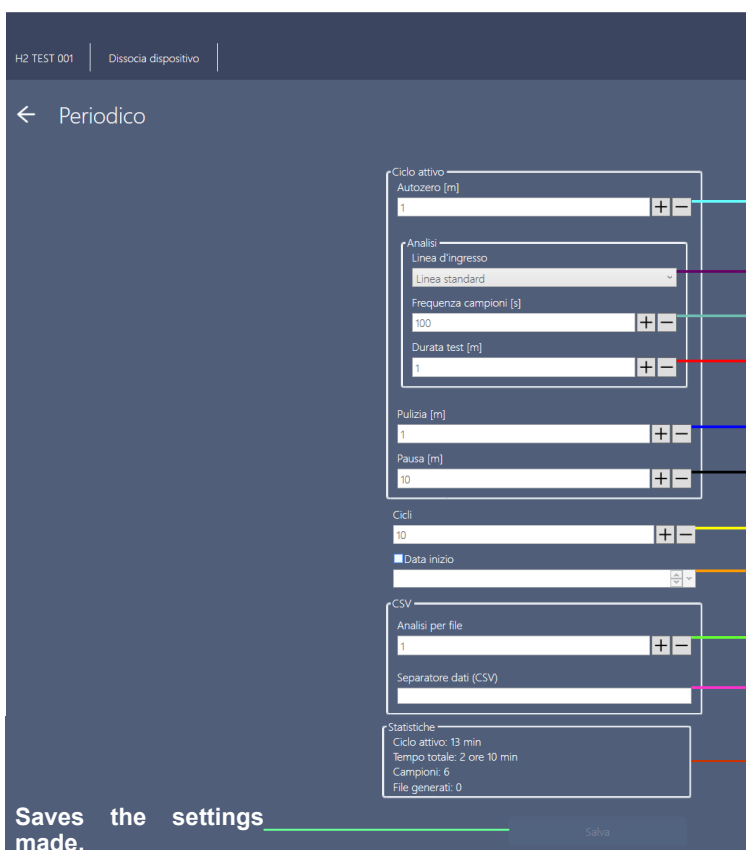 H2 TEST 001 Dissocia dispositivo
Periodico
Ciclo attivo
Autozero [m]
1
Analisi
Linea d'ingresso
Linea standard
Frequenza campioni [s]
100
Durata test [m]
1
Pulizia [m]
1
Pausa [m]
10
Cicli
10
Data inizio
CSV
Analisi per file
1
Separatore dati (CSV)
Statistiche
Ciclo attivo: 13 min
Tempo totale: 2 ore 10 min
Campioni: 6
File generati: 0
Saves the settings
made.
Salva